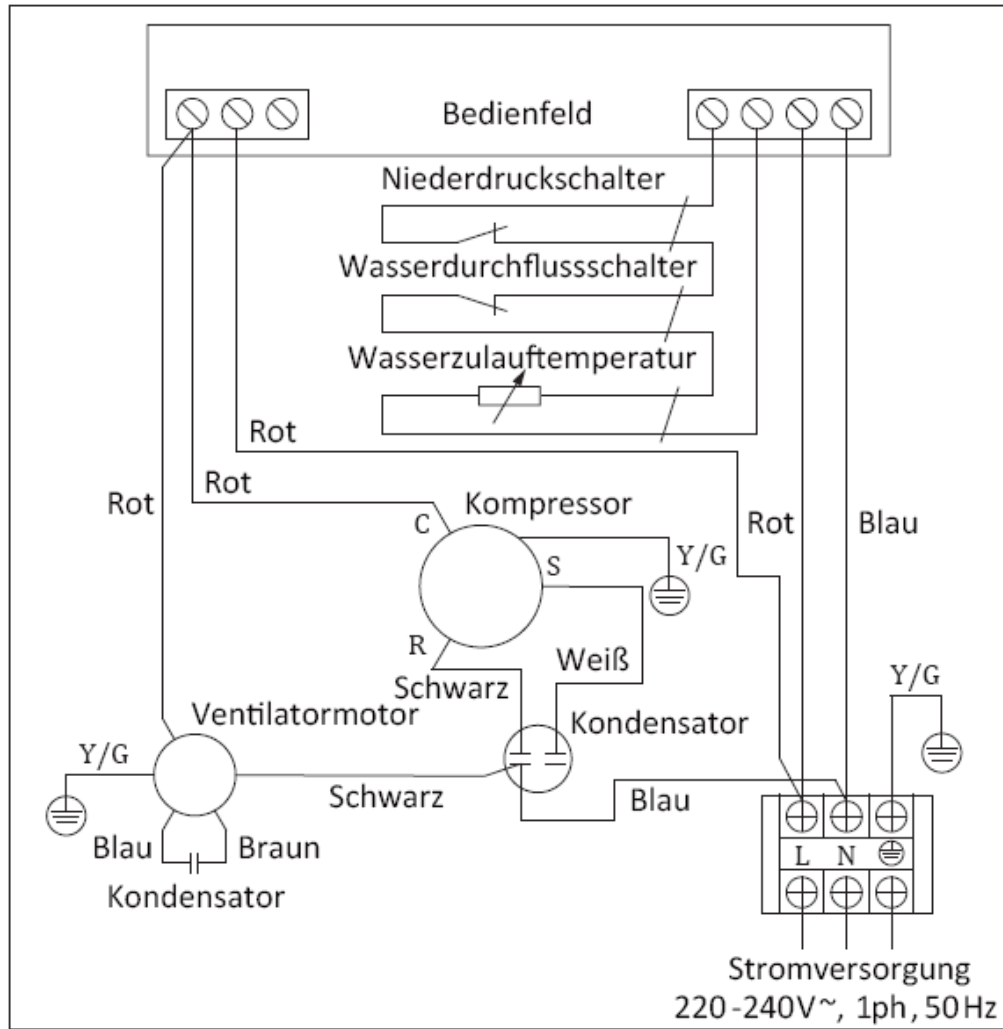 Bedienfeld
Niederdruckschalter
Wasserdurchflussschalter
Wasserzulauftemperatur
Rot
Rot
Rot
C
Kompressor
Y/G
S
Rot
Blau
R
Schwarz
Weiß
Y/G
Ventilatormotor
Kondensator
Y/G
Schwarz
Blau
Blau
Braun
Kondensator
L N
Stromversorgung
220-240V~, 1ph, 50Hz